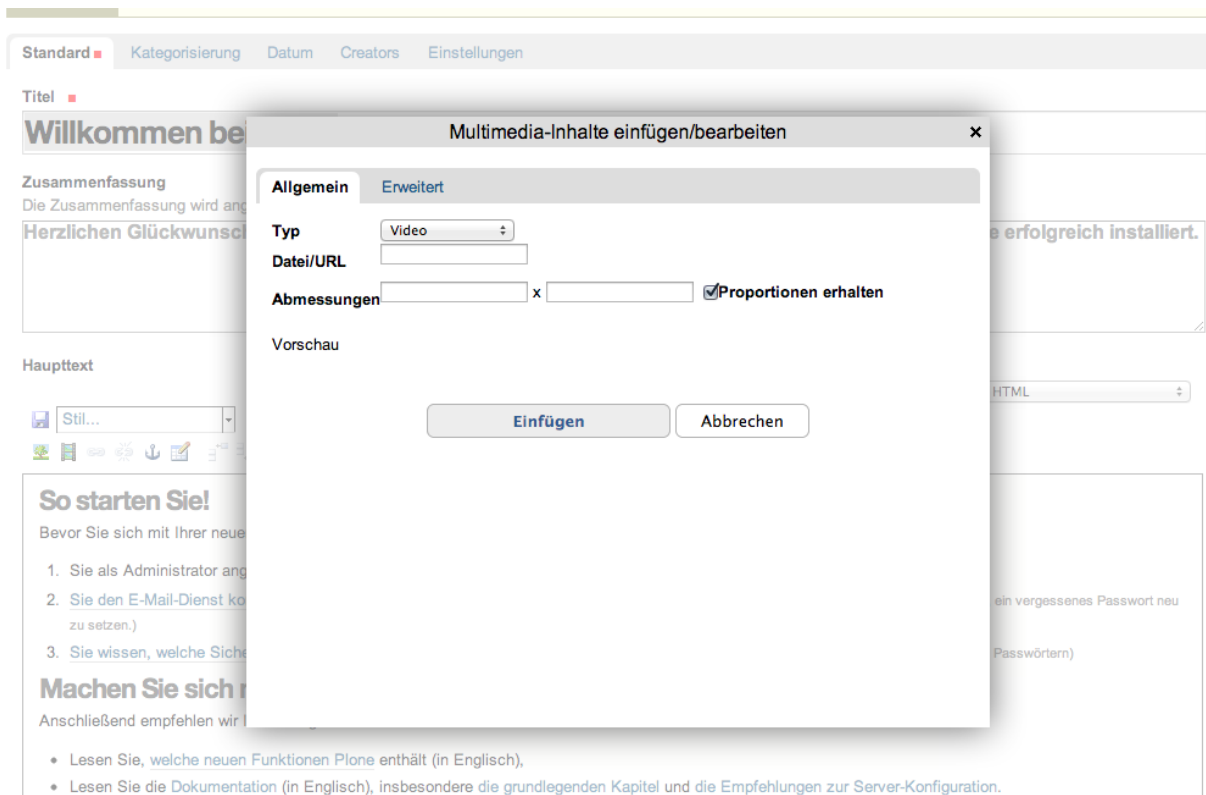 Standard Kategorisierung Datum Creators Einstellungen
Titel
Willkommen bei
Multimedia-Inhalte einfügen/bearbeiten ×
Zusammenfassung
Die Zusammenfassung wird ang
Herzlichen Glückwunsch
e erfolgreich installiert.
Allgemein Erweitert
Typ Video
Datei/URL
Abmessungen x Proportionen erhalten
Vorschau
Einfügen Abbrechen
Haupttext
HTML
Stil...
So starten Sie!
Bevor Sie sich mit Ihrer neue
1. Sie als Administrator ang
2. Sie den E-Mail-Dienst ko
ein vergessenes Passwort neu
zu setzen.)
3. Sie wissen, welche Siche
Passwörtern)
Machen Sie sich
Anschließend empfehlen wir
• Lesen Sie, welche neuen Funktionen Plone enthält (in Englisch),
• Lesen Sie die Dokumentation (in Englisch), insbesondere die grundlegenden Kapitel und die Empfehlungen zur Server-Konfiguration.